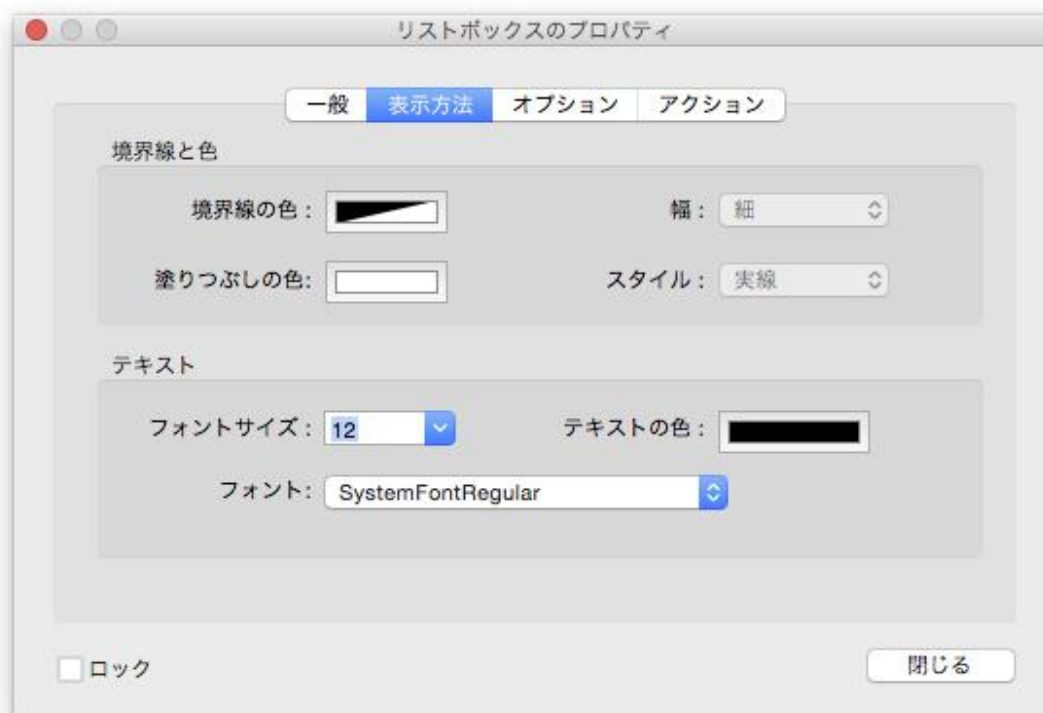 リストボックスのプロパティ
一般 表示方法 オプション アクション
境界線と色
境界線の色： 幅： 細
塗りつぶしの色: スタイル： 実線
テキスト
フォントサイズ： 12 テキストの色：
フォント: SystemFontRegular
ロック 閉じる